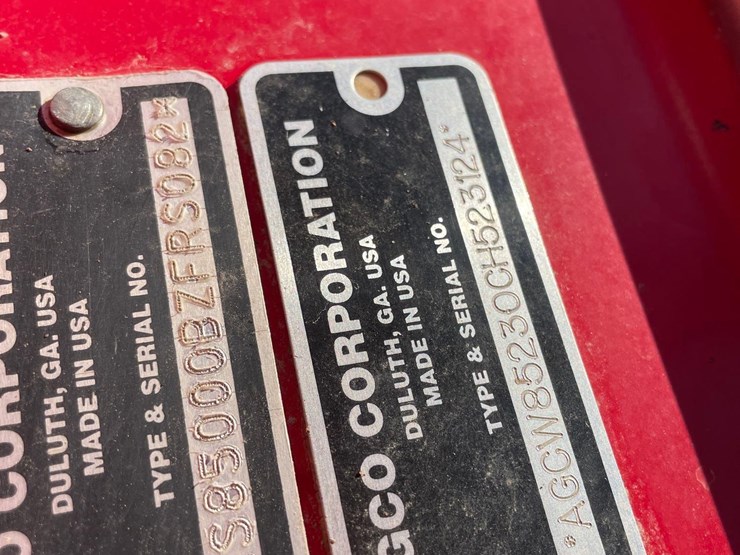 CORPORATION
DULUTH, GA. USA
MADE IN USA
TYPE & SERIAL NO.
S85000BZFRS082*
AGCO CORPORATION
DULUTH, GA. USA
MADE IN USA
TYPE & SERIAL NO.
*AGCW85230CH523124*